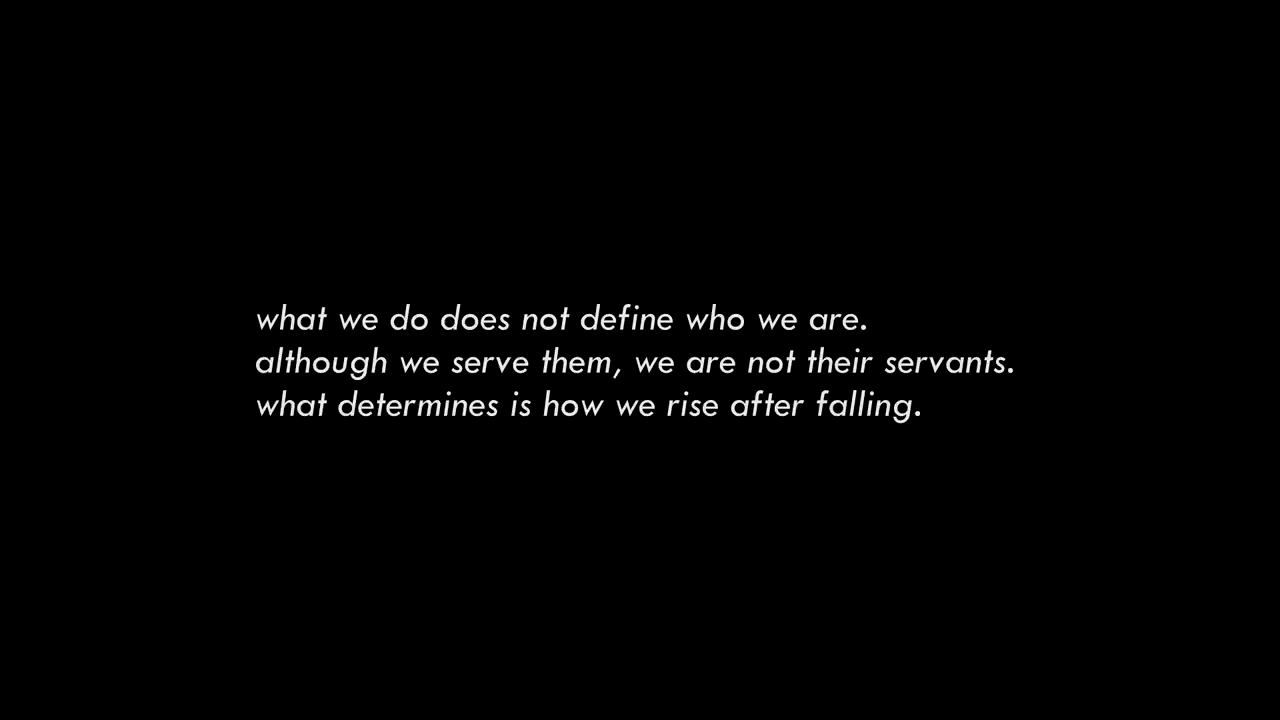 what we do does not define who we are.
although we serve them, we are not their servants.
what determines is how we rise after falling.